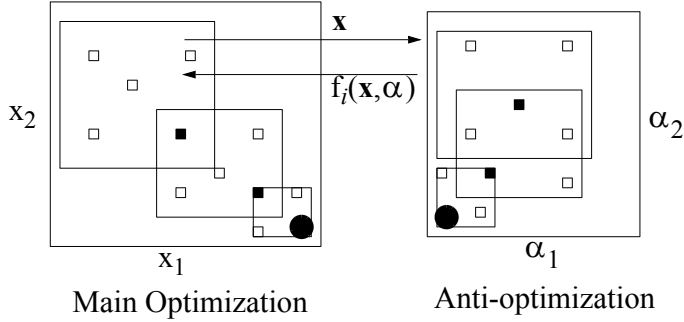 x
f_i(x,α)
x_2
α_2
x_1
α_1
Main Optimization
Anti-optimization